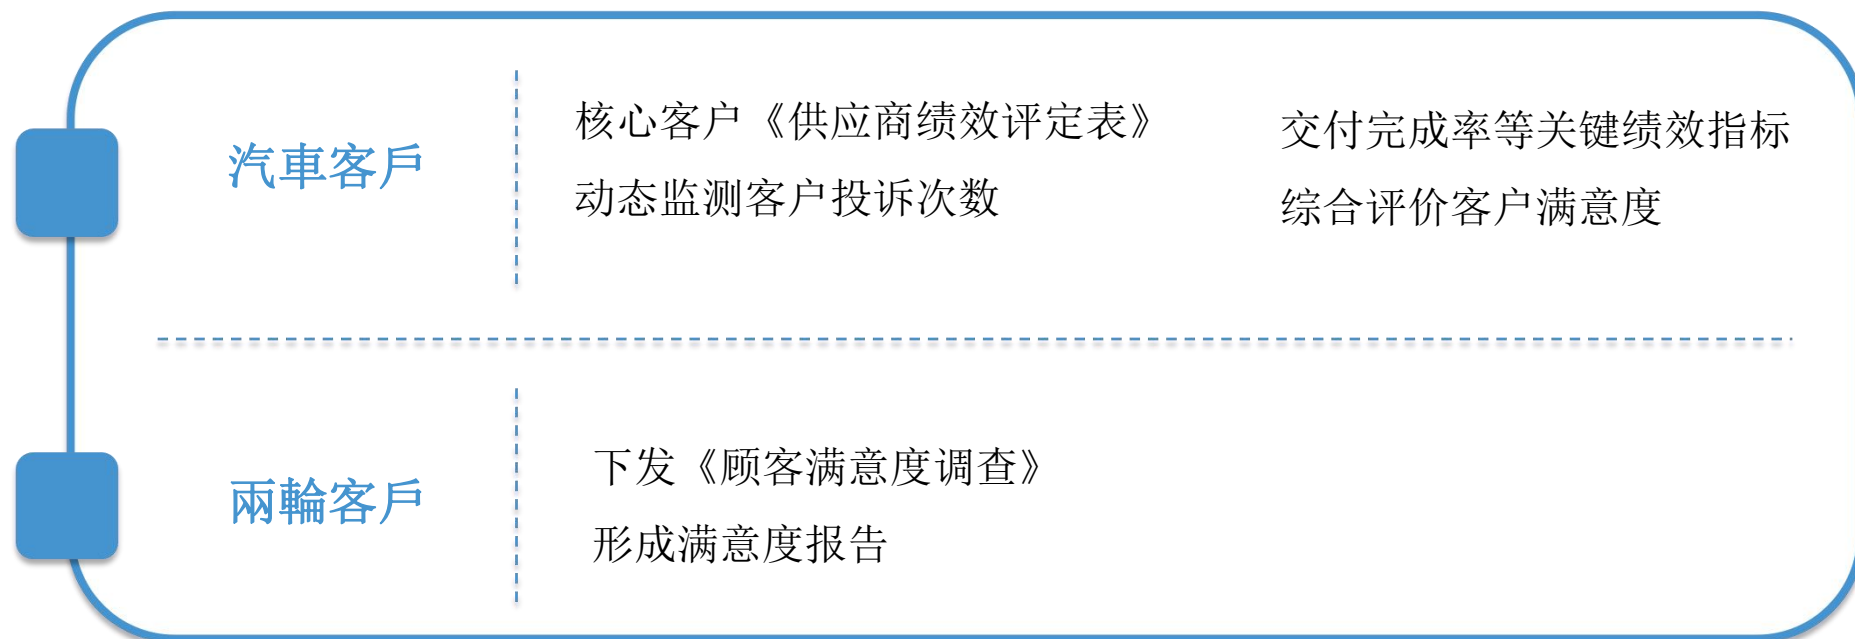 汽車客戶
核心客户《供应商绩效评定表》
动态监测客户投诉次数
交付完成率等关键绩效指标
综合评价客户满意度
兩輪客戶
下发《顾客满意度调查》
形成满意度报告